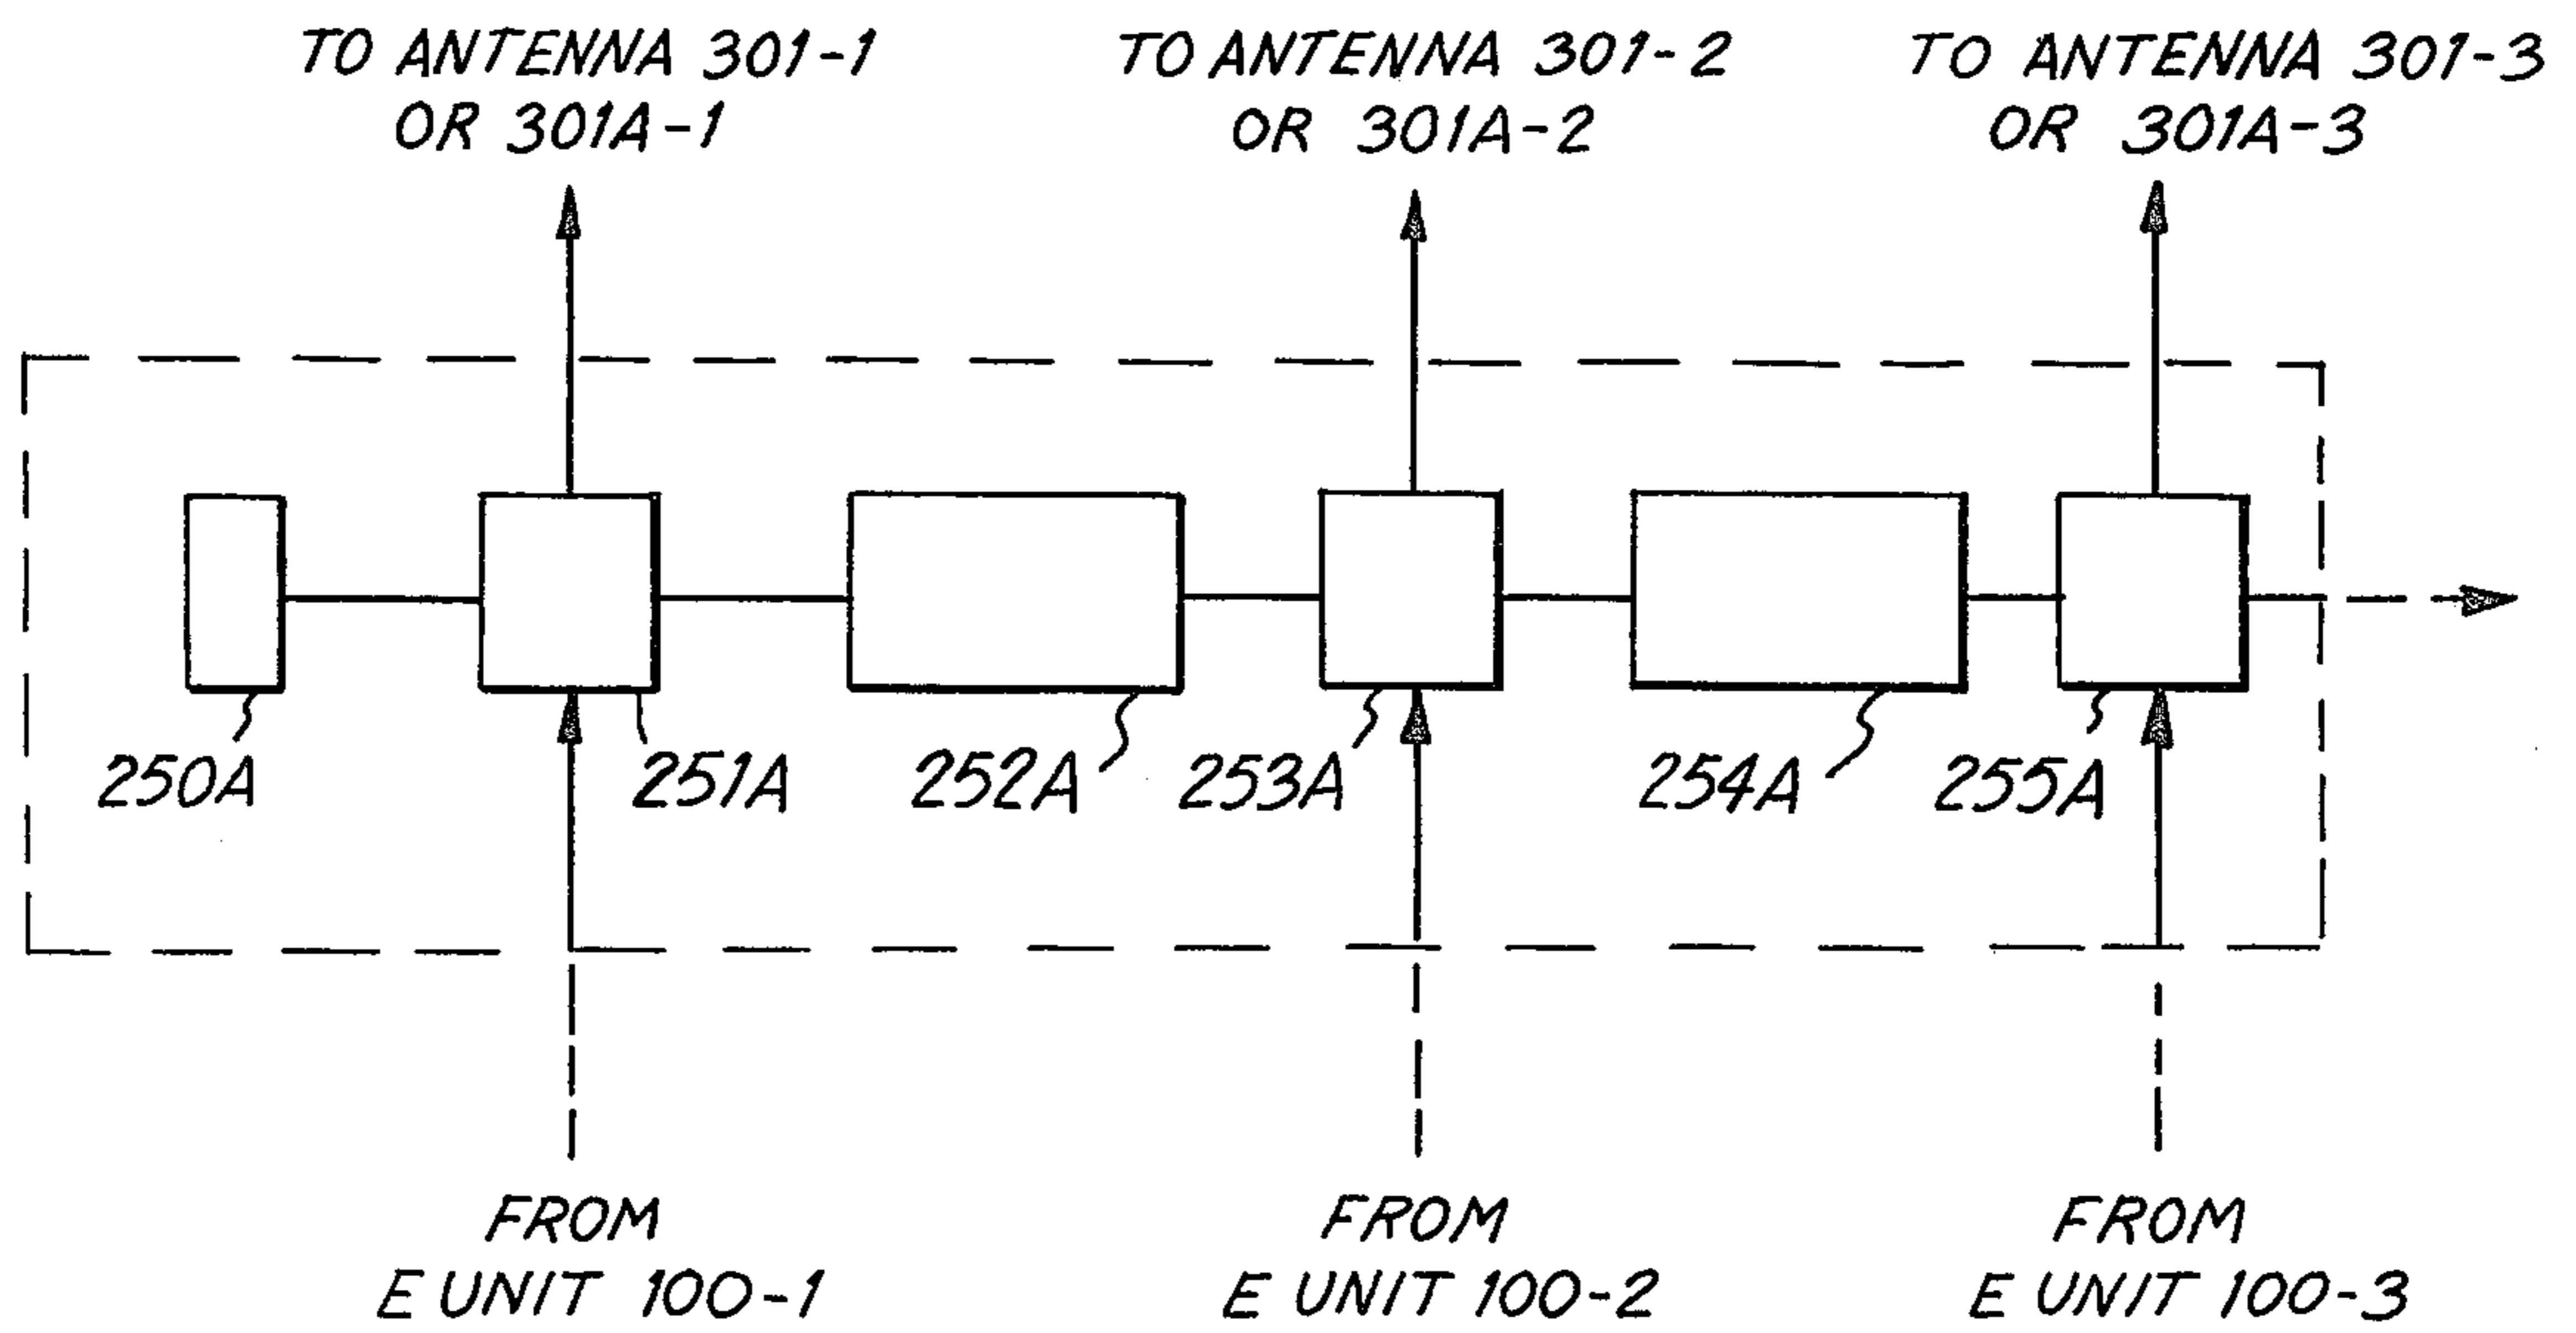 TO ANTENNA 301-1
OR 301A-1
TO ANTENNA 301-2
OR 301A-2
TO ANTENNA 301-3
OR 301A-3
250A
251A
252A
253A
254A
255A
FROM
E UNIT 100-1
FROM
E UNIT 100-2
FROM
E UNIT 100-3